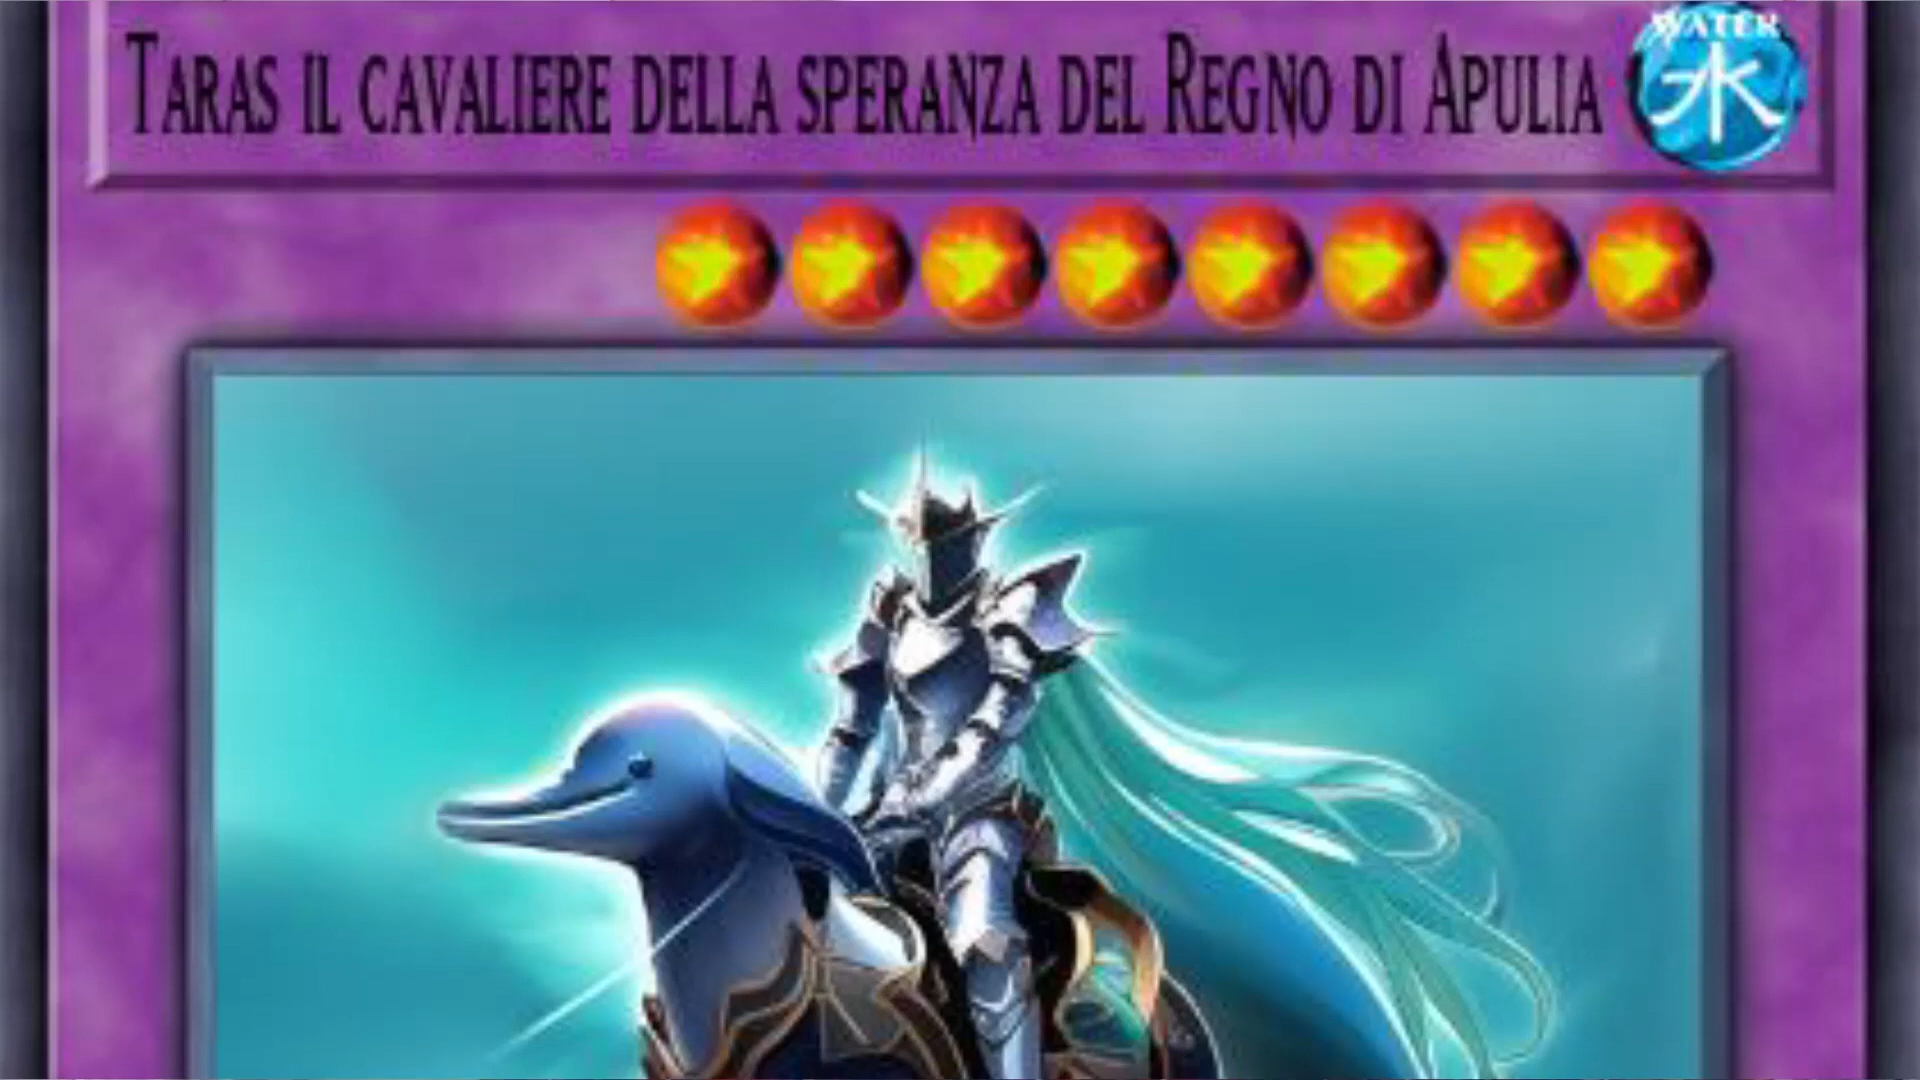 Taras il cavaliere della speranza del Regno di Apulia
WATER
水